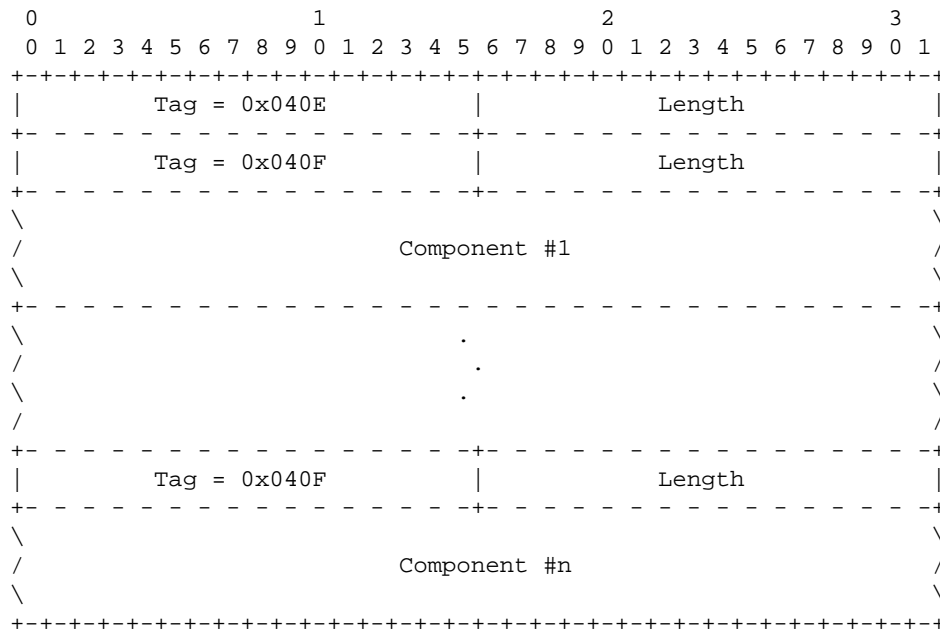 0 1 2 3
0 1 2 3 4 5 6 7 8 9 0 1 2 3 4 5 6 7 8 9 0 1 2 3 4 5 6 7 8 9 0 1
+-+-+-+-+-+-+-+-+-+-+-+-+-+-+-+-+-+-+-+-+-+-+-+-+-+-+-+-+-+-+-+-+
| Tag = 0x040E | Length |
+- - - - - - - - - - - - - - - -+- - - - - - - - - - - - - - - -+
| Tag = 0x040F | Length |
+- - - - - - - - - - - - - - - -+- - - - - - - - - - - - - - - -+
\ \
/ Component #1 /
\ \
+- - - - - - - - - - - - - - - - - - - - - - - - - - - - - - - -+
\ . \
/ . /
\ . \
/ /
+- - - - - - - - - - - - - - - -+- - - - - - - - - - - - - - - -+
| Tag = 0x040F | Length |
+- - - - - - - - - - - - - - - -+- - - - - - - - - - - - - - - -+
\ \
/ Component #n /
\ \
+-+-+-+-+-+-+-+-+-+-+-+-+-+-+-+-+-+-+-+-+-+-+-+-+-+-+-+-+-+-+-+-+